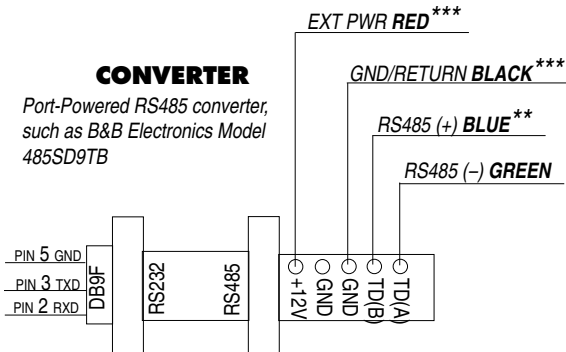 EXT PWR RED***
CONVERTER
GND/RETURN BLACK***
Port-Powered RS485 converter,
such as B&B Electronics Model
485SD9TB
RS485 (+) BLUE**
RS485 (–) GREEN
PIN 5 GND
PIN 3 TXD
PIN 2 RXD
DB9F
RS232
RS485
+12V
GND
GND
TD(B)
TD(A)